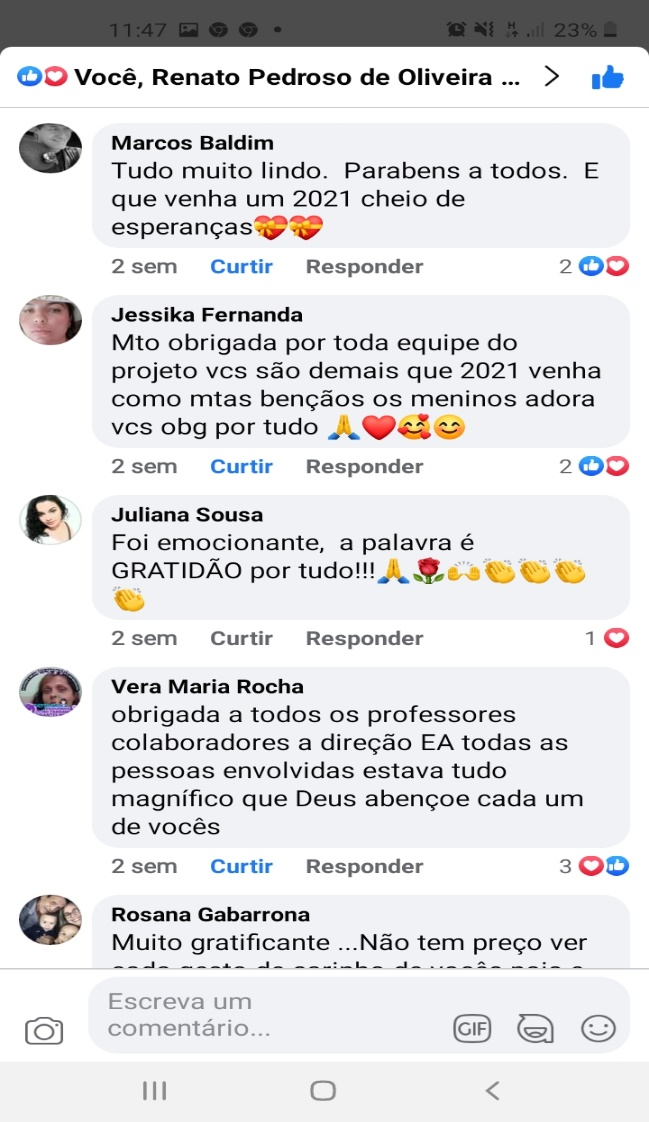 11:47 23%
Você, Renato Pedroso de Oliveira ...
Marcos Baldim
Tudo muito lindo. Parabens a todos. E
que venha um 2021 cheio de
esperanças💝💝
2 sem Curtir Responder 2
Jessika Fernanda
Mto obrigada por toda equipe do
projeto vcs são demais que 2021 venha
como mtas bençãos os meninos adora
vcs obg por tudo 🙏❤️🥰😊
2 sem Curtir Responder 2
Juliana Sousa
Foi emocionante, a palavra é
GRATIDÃO por tudo!!!🙏🌹🙌👏👏👏
👏
2 sem Curtir Responder 1
Vera Maria Rocha
obrigada a todos os professores
colaboradores a direção EA todas as
pessoas envolvidas estava tudo
magnífico que Deus abençoe cada um
de vocês
2 sem Curtir Responder 3
Rosana Gabarrona
Muito gratificante ...Não tem preço ver
Escreva um
comentário...
GIF